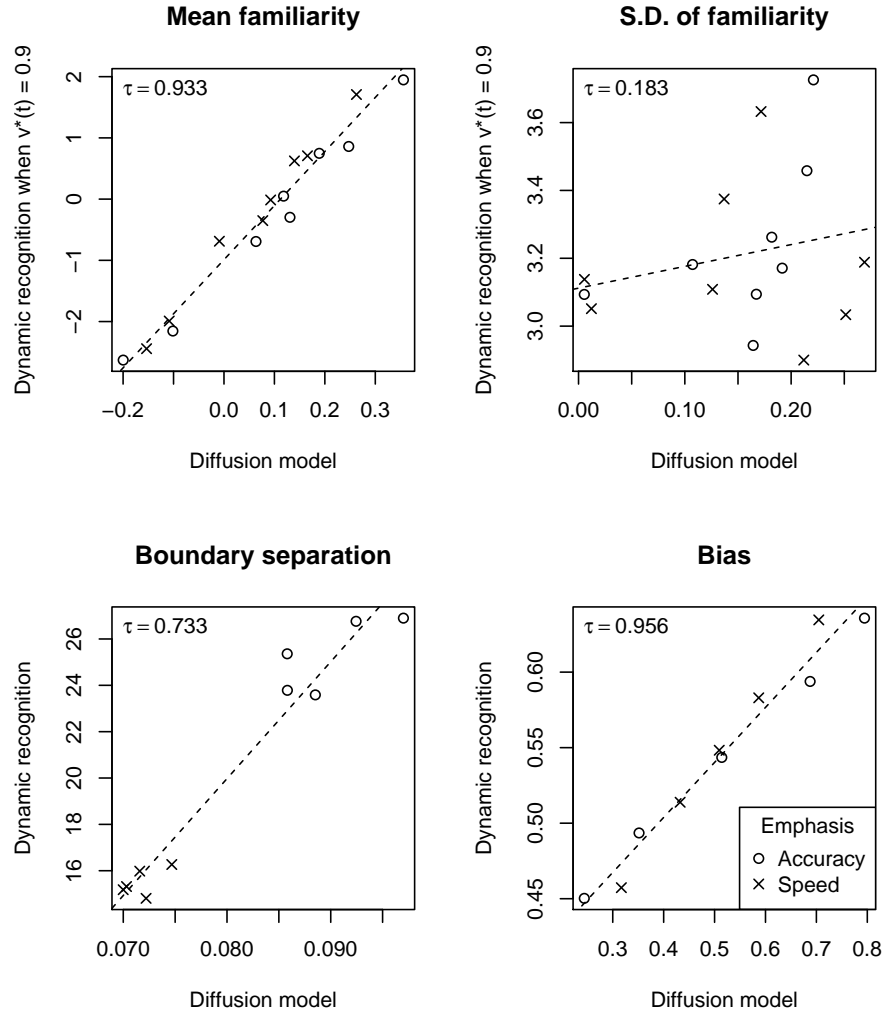 Mean familiarity
Dynamic recognition when v*(t) = 0.9
τ = 0.933
2
1
0
−1
−2
−0.2 0.0 0.1 0.2 0.3
Diffusion model
S.D. of familiarity
Dynamic recognition when v*(t) = 0.9
τ = 0.183
3.6
3.4
3.2
3.0
0.00 0.10 0.20
Diffusion model
Boundary separation
Dynamic recognition
τ = 0.733
26
24
22
20
18
16
0.070 0.080 0.090
Diffusion model
Bias
Dynamic recognition
τ = 0.956
0.60
0.55
0.50
0.45
Emphasis
Accuracy
Speed
0.3 0.4 0.5 0.6 0.7 0.8
Diffusion model